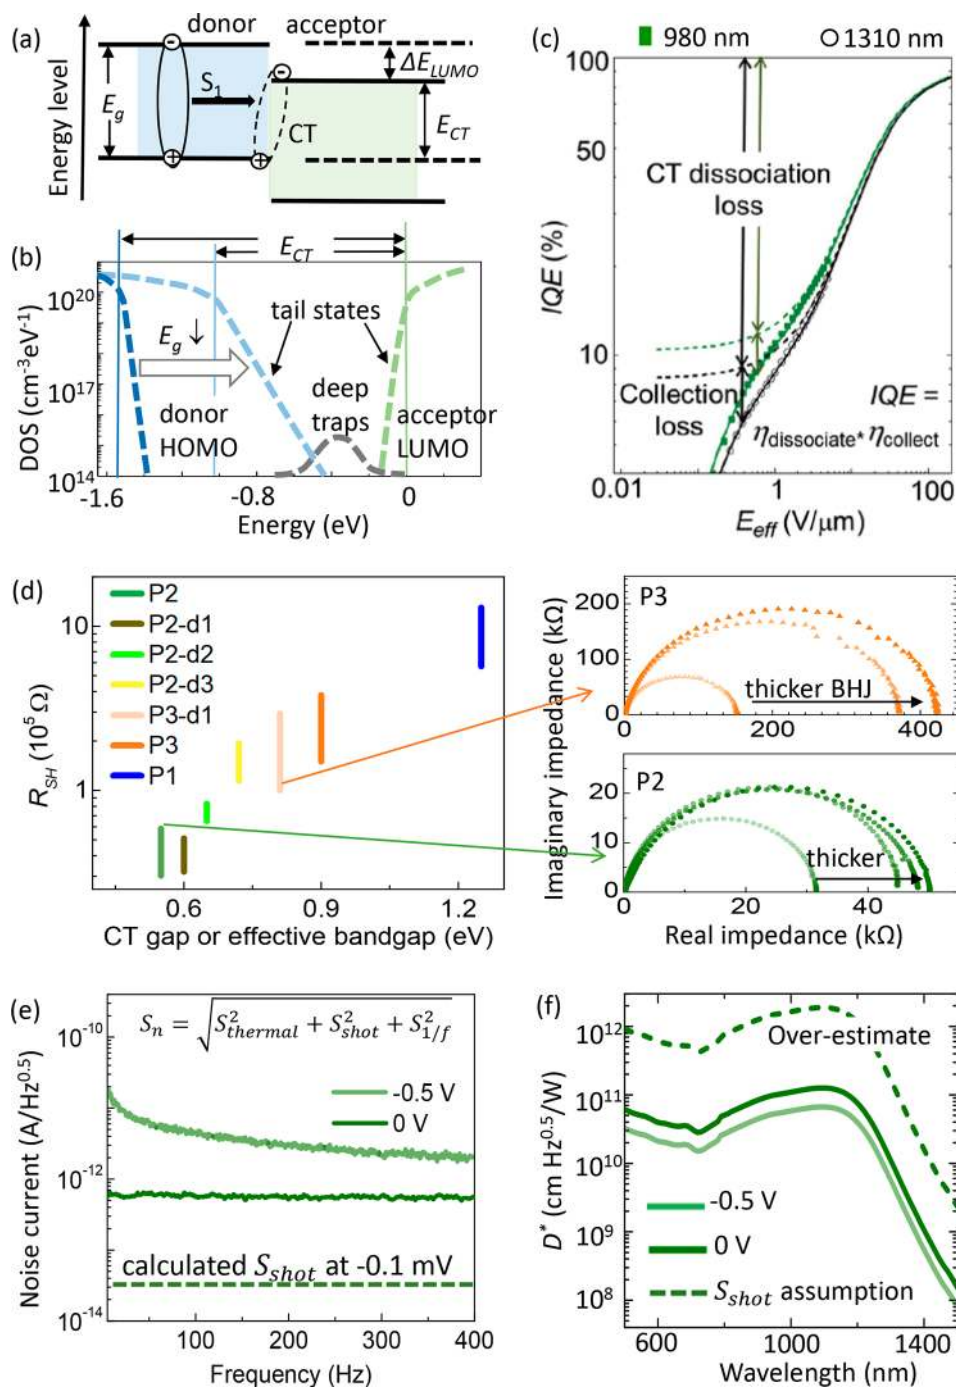 (a)
donor
acceptor
Energy level
E_g
S_1
CT
ΔE_LUMO
E_CT
(b)
E_CT
DOS (cm^-3 eV^-1)
10^20
10^17
10^14
E_g ↓
tail states
deep
traps
donor
HOMO
acceptor
LUMO
-1.6
-0.8
0
Energy (eV)
(c)
980 nm
1310 nm
IQE (%)
100
50
10
CT dissociation
loss
Collection
loss
IQE =
η_dissociate* η_collect
0.01
1
100
E_eff (V/μm)
(d)
R_SH (10^5 Ω)
10
1
P2
P2-d1
P2-d2
P2-d3
P3-d1
P3
P1
0.6
0.9
1.2
CT gap or effective bandgap (eV)
Imaginary impedance (kΩ)
P3
200
100
0
thicker BHJ
0
200
400
P2
20
10
0
thicker
0
20
40
Real impedance (kΩ)
(e)
S_n = √(S²_thermal + S²_shot + S²_1/f)
Noise current (A/Hz^0.5)
10^-10
10^-12
10^-14
-0.5 V
0 V
calculated S_shot at -0.1 mV
100
200
300
400
Frequency (Hz)
(f)
D^* (cm Hz^0.5/W)
10^12
10^11
10^10
10^9
10^8
Over-estimate
-0.5 V
0 V
S_shot assumption
600
1000
1400
Wavelength (nm)